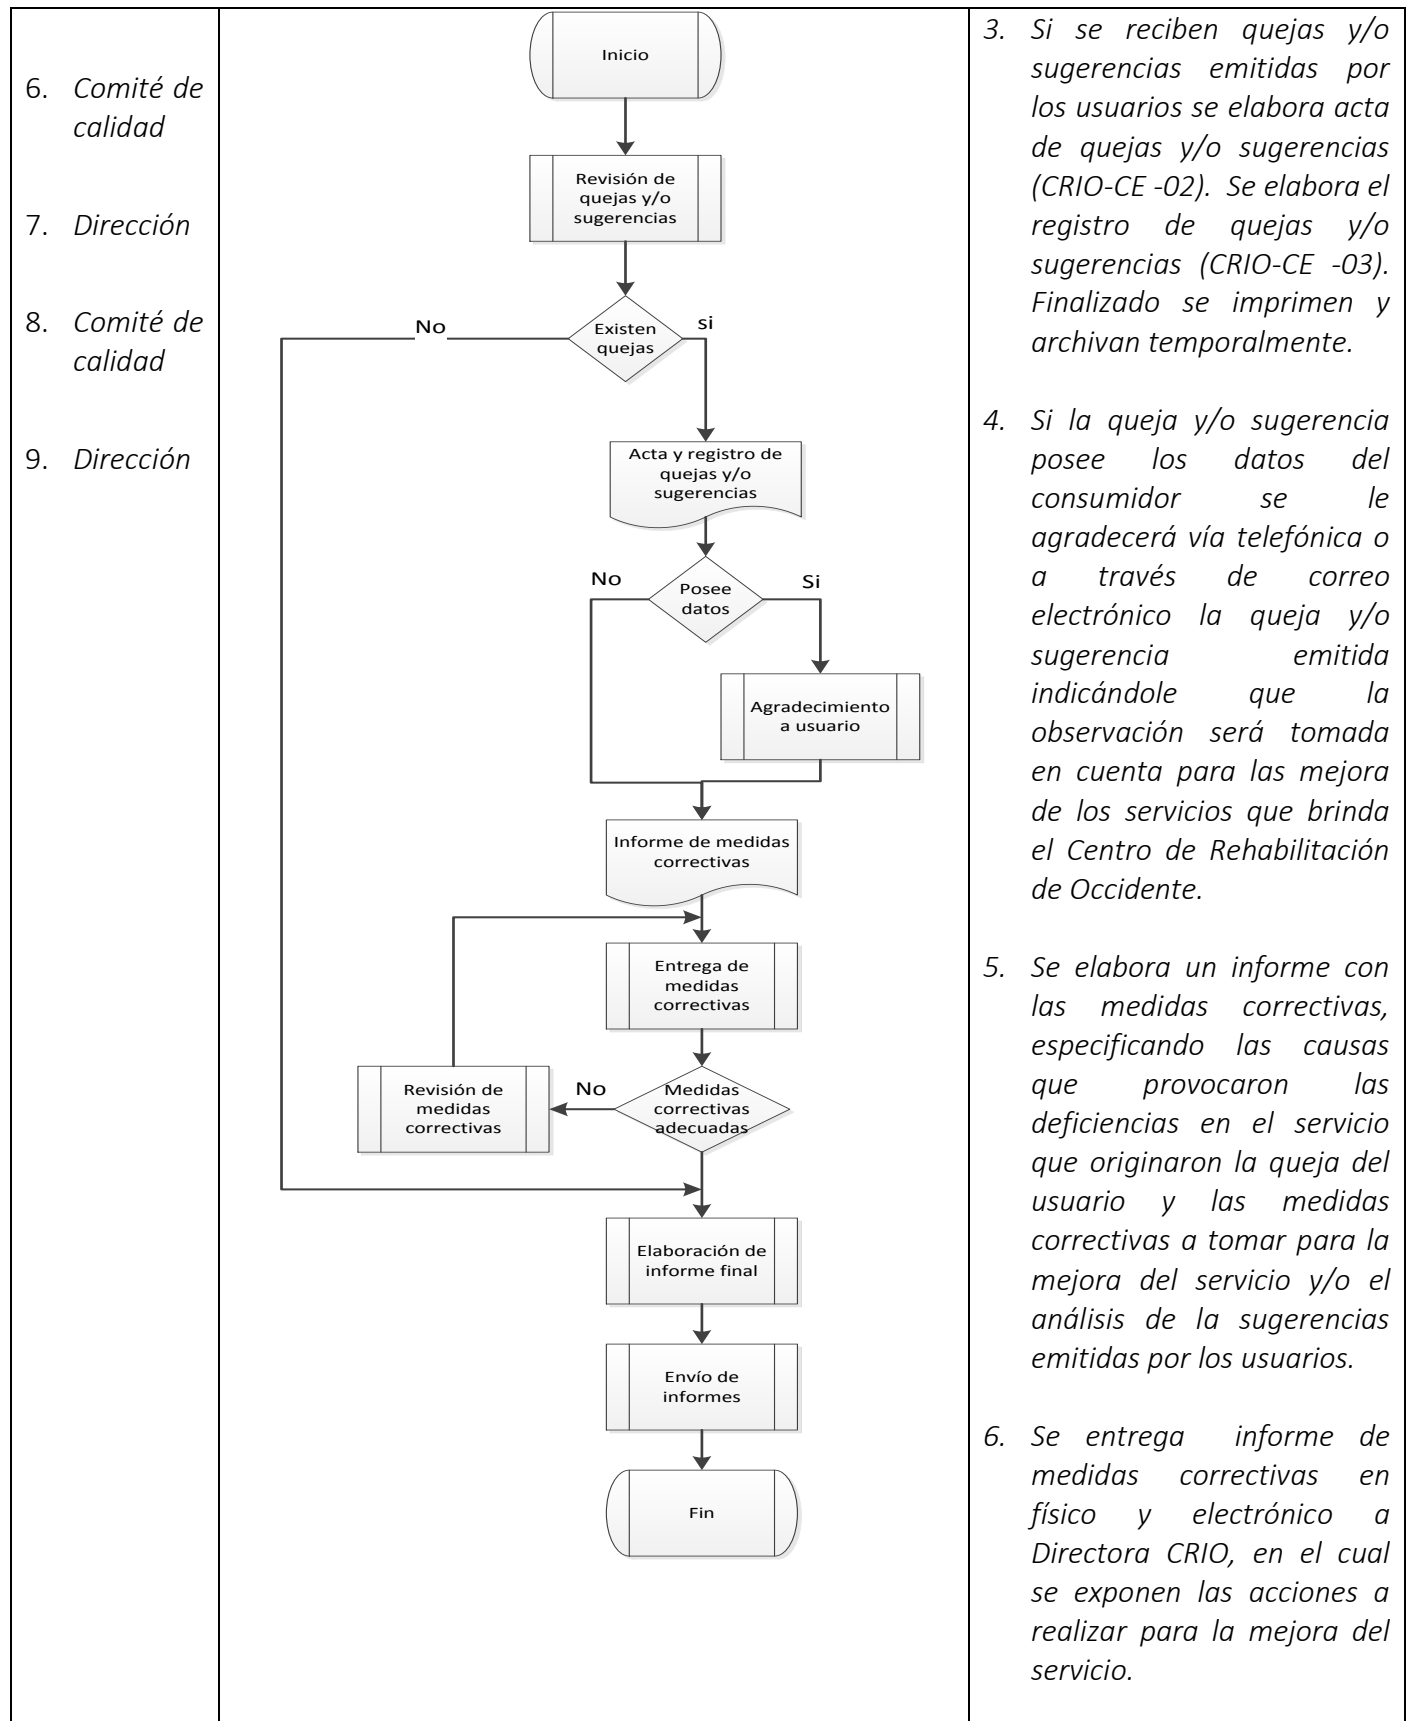 6. Comité de
calidad
7. Dirección
8. Comité de
calidad
9. Dirección
Inicio
Revisión de
quejas y/o
sugerencias
Existen
quejas
No
si
Acta y registro de
quejas y/o
sugerencias
Posee
datos
No
Si
Agradecimiento
a usuario
Informe de medidas
correctivas
Entrega de
medidas
correctivas
Medidas
correctivas
adecuadas
No
Revisión de
medidas
correctivas
Elaboración de
informe final
Envío de
informes
Fin
3. Si se reciben quejas y/o
sugerencias emitidas por
los usuarios se elabora acta
de quejas y/o sugerencias
(CRIO-CE -02). Se elabora el
registro de quejas y/o
sugerencias (CRIO-CE -03).
Finalizado se imprimen y
archivan temporalmente.
4. Si la queja y/o sugerencia
posee los datos del
consumidor se le
agradecerá vía telefónica o
a través de correo
electrónico la queja y/o
sugerencia emitida
indicándole que la
observación será tomada
en cuenta para las mejora
de los servicios que brinda
el Centro de Rehabilitación
de Occidente.
5. Se elabora un informe con
las medidas correctivas,
especificando las causas
que provocaron las
deficiencias en el servicio
que originaron la queja del
usuario y las medidas
correctivas a tomar para la
mejora del servicio y/o el
análisis de la sugerencias
emitidas por los usuarios.
6. Se entrega informe de
medidas correctivas en
físico y electrónico a
Directora CRIO, en el cual
se exponen las acciones a
realizar para la mejora del
servicio.